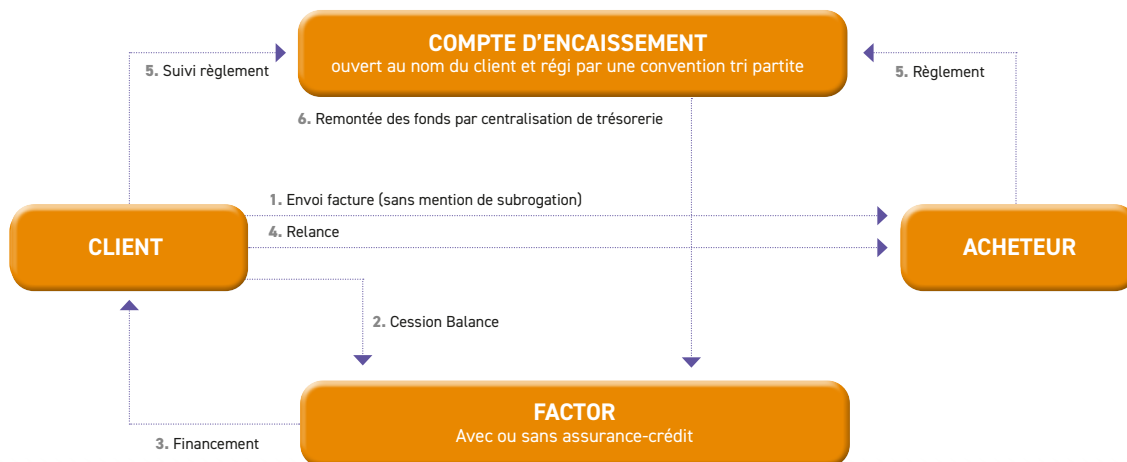 COMPTE D'ENCAISSEMENT
ouvert au nom du client et régi par une convention tri partite
5. Suivi règlement
5. Règlement
6. Remontée des fonds par centralisation de trésorerie
1. Envoi facture (sans mention de subrogation)
4. Relance
CLIENT
ACHETEUR
2. Cession Balance
FACTOR
Avec ou sans assurance-crédit
3. Financement